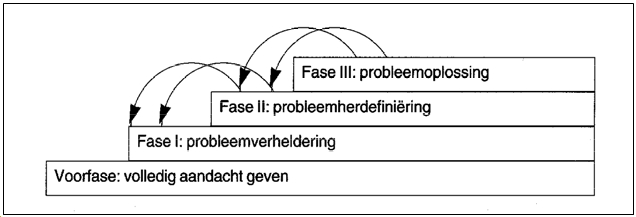 Fase III: probleemoplossing
Fase II: probleemherdefiniëring
Fase I: probleemverheldering
Voorfase: volledig aandacht geven